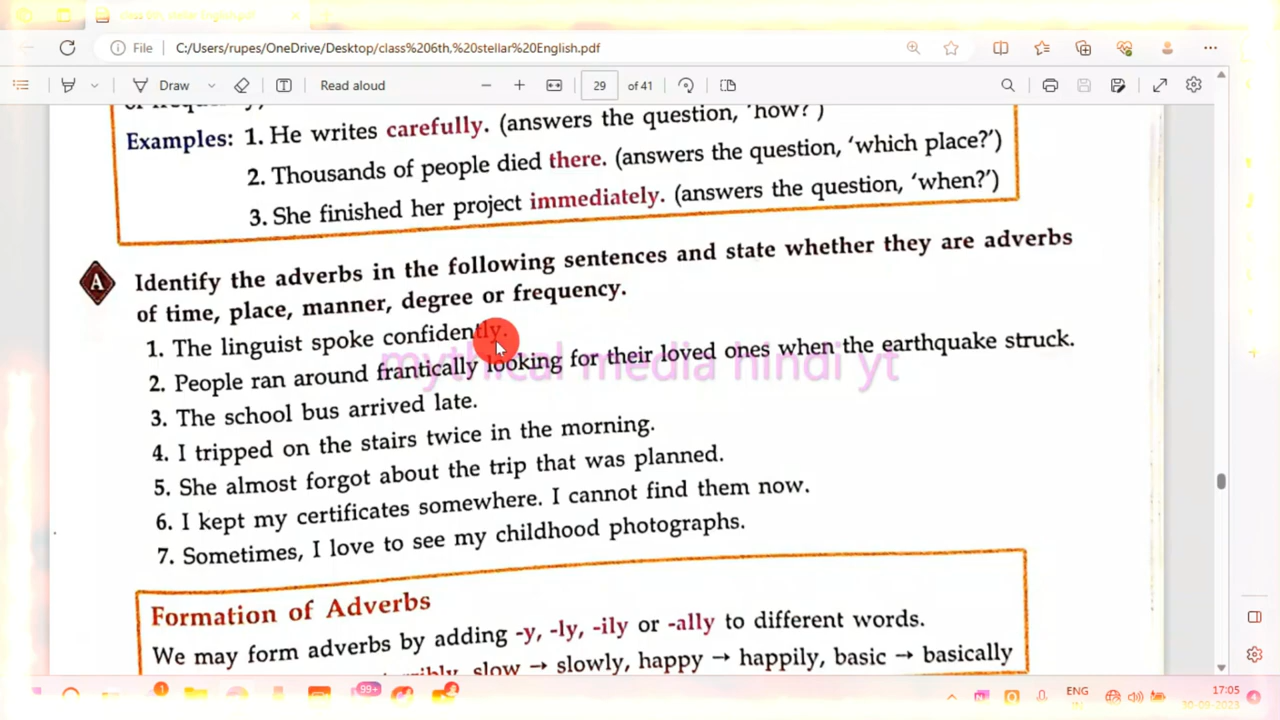 class 6th, stellar English.pdf
File C:/Users/rupes/OneDrive/Desktop/class%206th,%20stellar%20English.pdf
Draw Read aloud 29 of 41
Examples: 1. He writes carefully. (answers the question, 'how?')
2. Thousands of people died there. (answers the question, 'which place?')
3. She finished her project immediately. (answers the question, 'when?')
A Identify the adverbs in the following sentences and state whether they are adverbs
of time, place, manner, degree or frequency.
1. The linguist spoke confidently.
2. People ran around frantically looking for their loved ones when the earthquake struck.
mythical media hindi yt
3. The school bus arrived late.
4. I tripped on the stairs twice in the morning.
5. She almost forgot about the trip that was planned.
6. I kept my certificates somewhere. I cannot find them now.
7. Sometimes, I love to see my childhood photographs.
Formation of Adverbs
We may form adverbs by adding -y, -ly, -ily or -ally to different words.
slow → slowly, happy → happily, basic → basically
99+
ENG
17:05